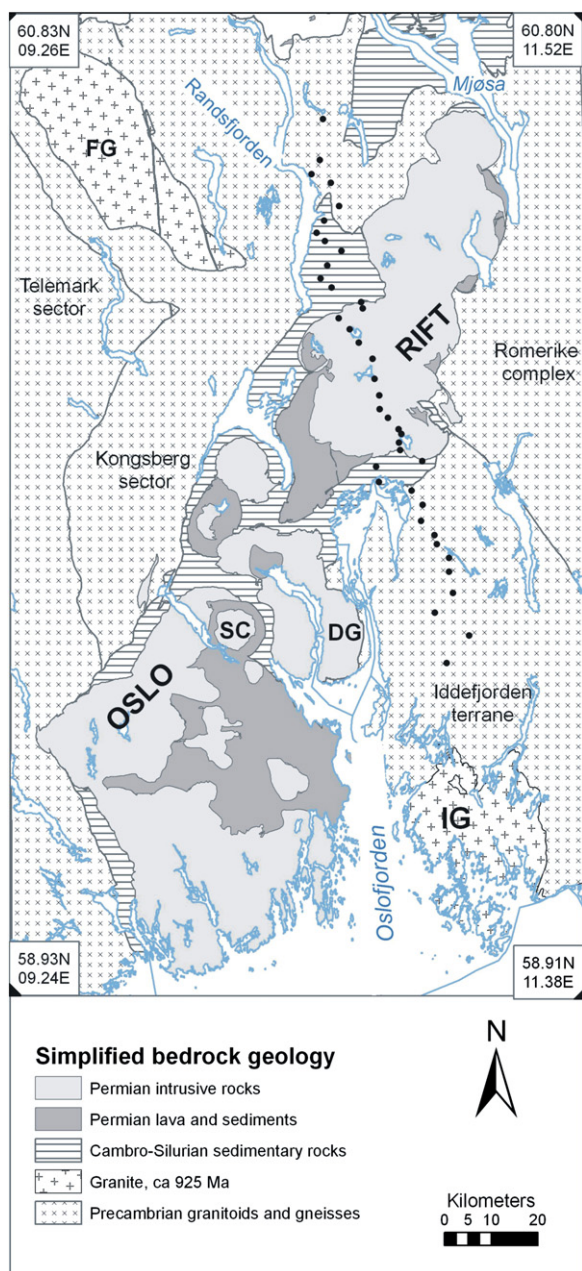 60.83N
09.26E
60.80N
11.52E
Mjøsa
Randsfjorden
FG
Telemark
sector
RIFT
Romerike
complex
Kongsberg
sector
SC
DG
OSLO
Iddefjorden
terrane
IG
Oslofjorden
58.93N
09.24E
58.91N
11.38E
N
Simplified bedrock geology
Permian intrusive rocks
Permian lava and sediments
Cambro-Silurian sedimentary rocks
Granite, ca 925 Ma
Precambrian granitoids and gneisses
Kilometers
0 5 10 20